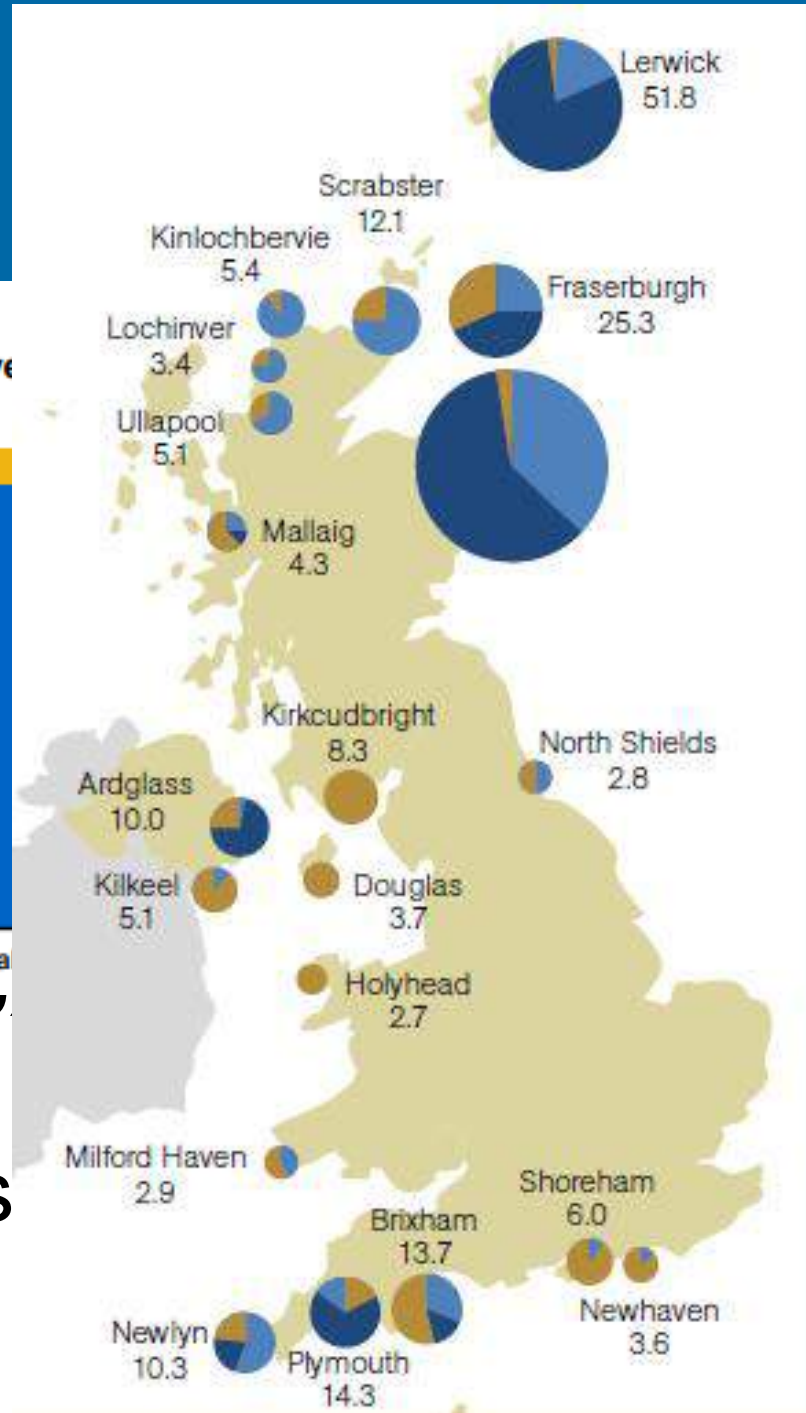 Lerwick
51.8
Scrabster
12.1
Kinlochbervie
5.4
Fraserburgh
25.3
Lochinver
3.4
Ullapool
5.1
Mallaig
4.3
Kirkcudbright
8.3
North Shields
2.8
Ardglass
10.0
Kilkeel
5.1
Douglas
3.7
Holyhead
2.7
Milford Haven
2.9
Shoreham
6.0
Brixham
13.7
Newhaven
3.6
Newlyn
10.3
Plymouth
14.3